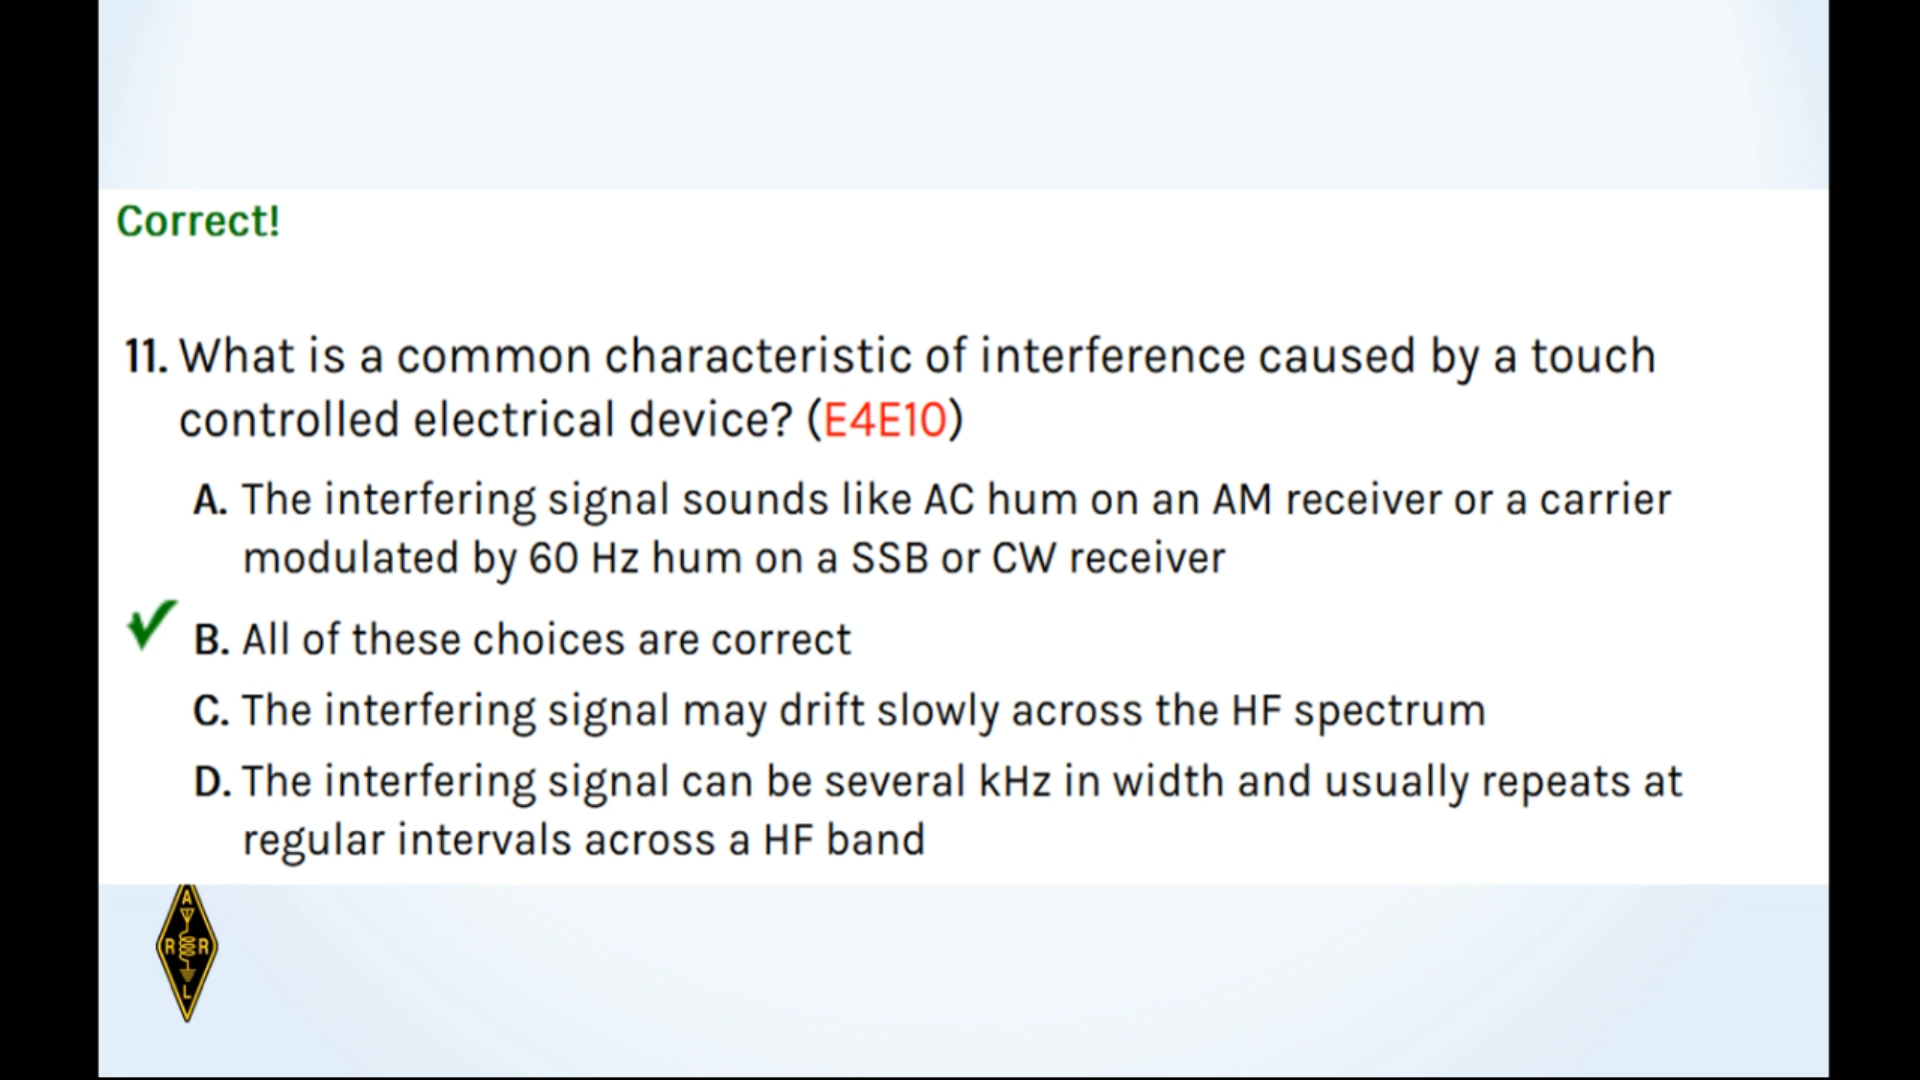 Correct!
11. What is a common characteristic of interference caused by a touch
controlled electrical device? (E4E10)
A. The interfering signal sounds like AC hum on an AM receiver or a carrier
modulated by 60 Hz hum on a SSB or CW receiver
B. All of these choices are correct
C. The interfering signal may drift slowly across the HF spectrum
D. The interfering signal can be several kHz in width and usually repeats at
regular intervals across a HF band
A
R R
L